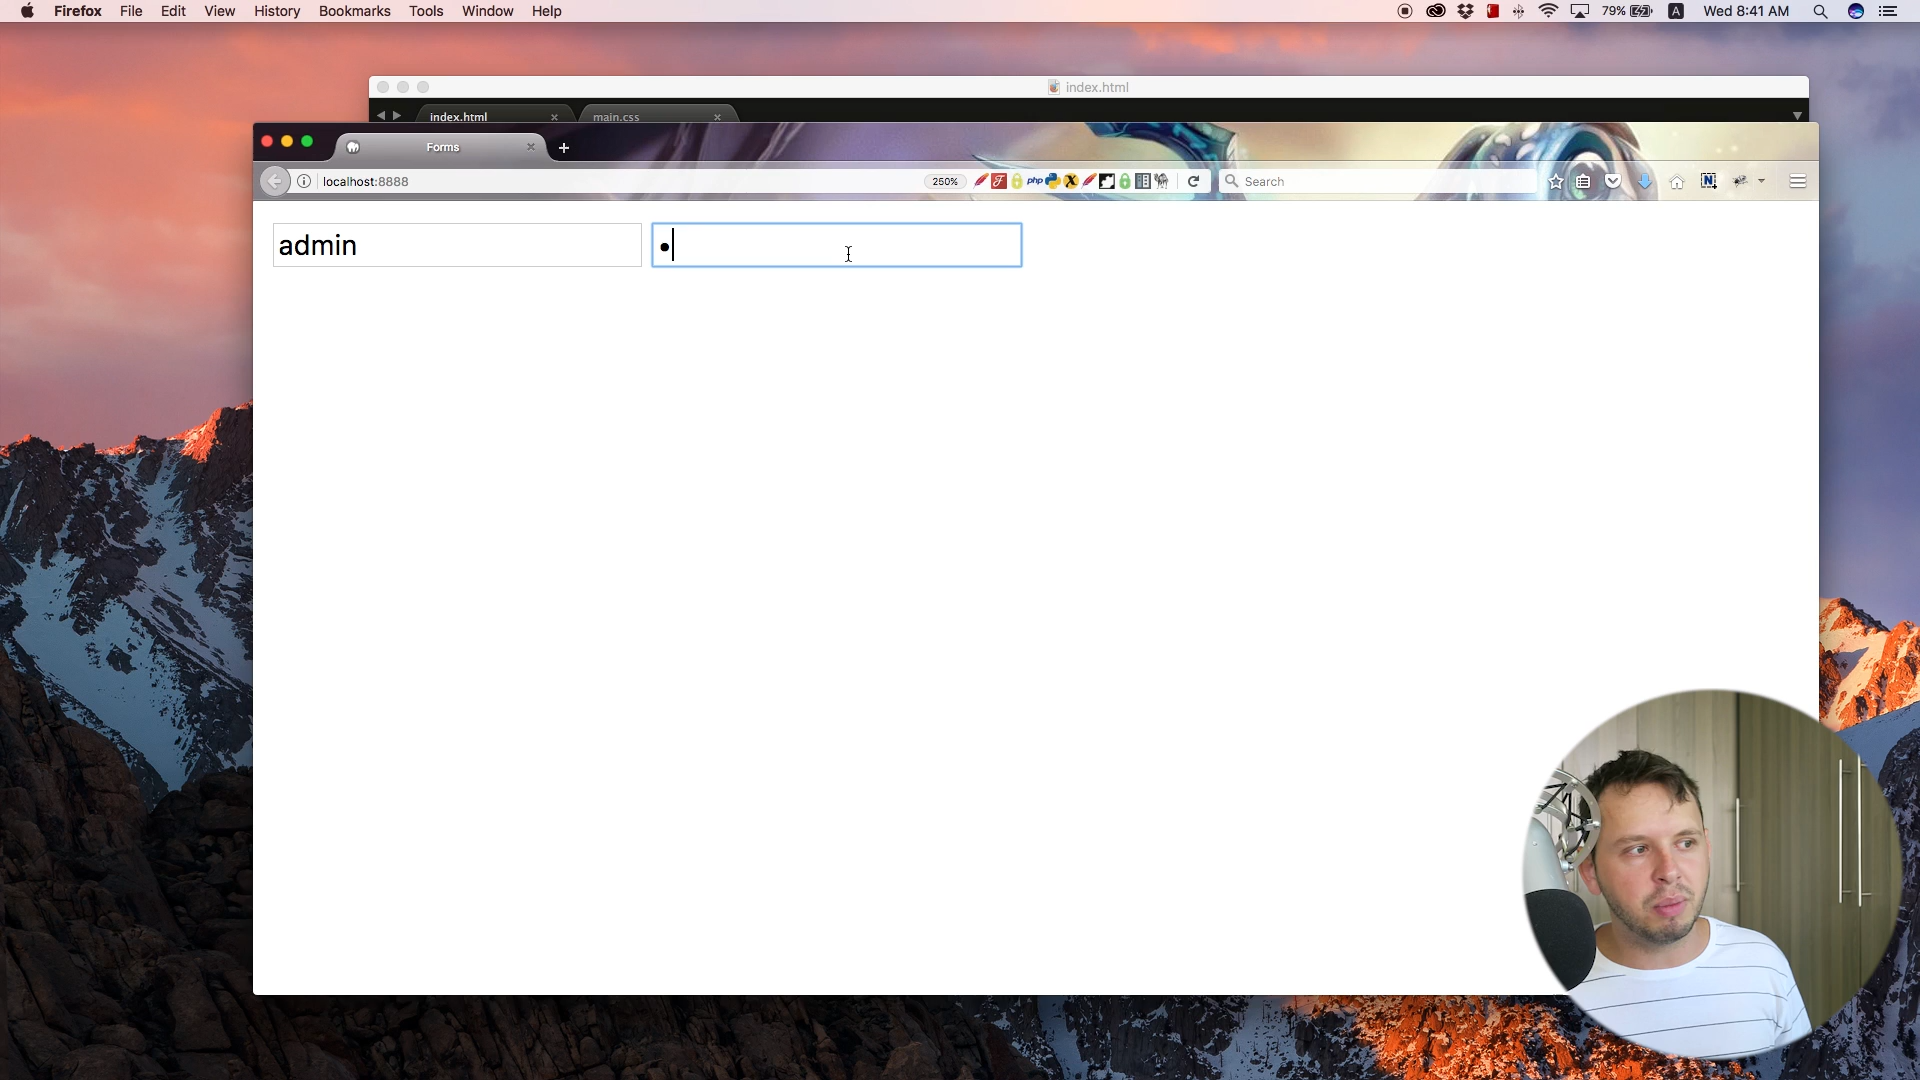 Firefox File Edit View History Bookmarks Tools Window Help 79% A Wed 8:41 AM
index.html
index.html main.css
Forms
localhost:8888 250% php Search N
admin